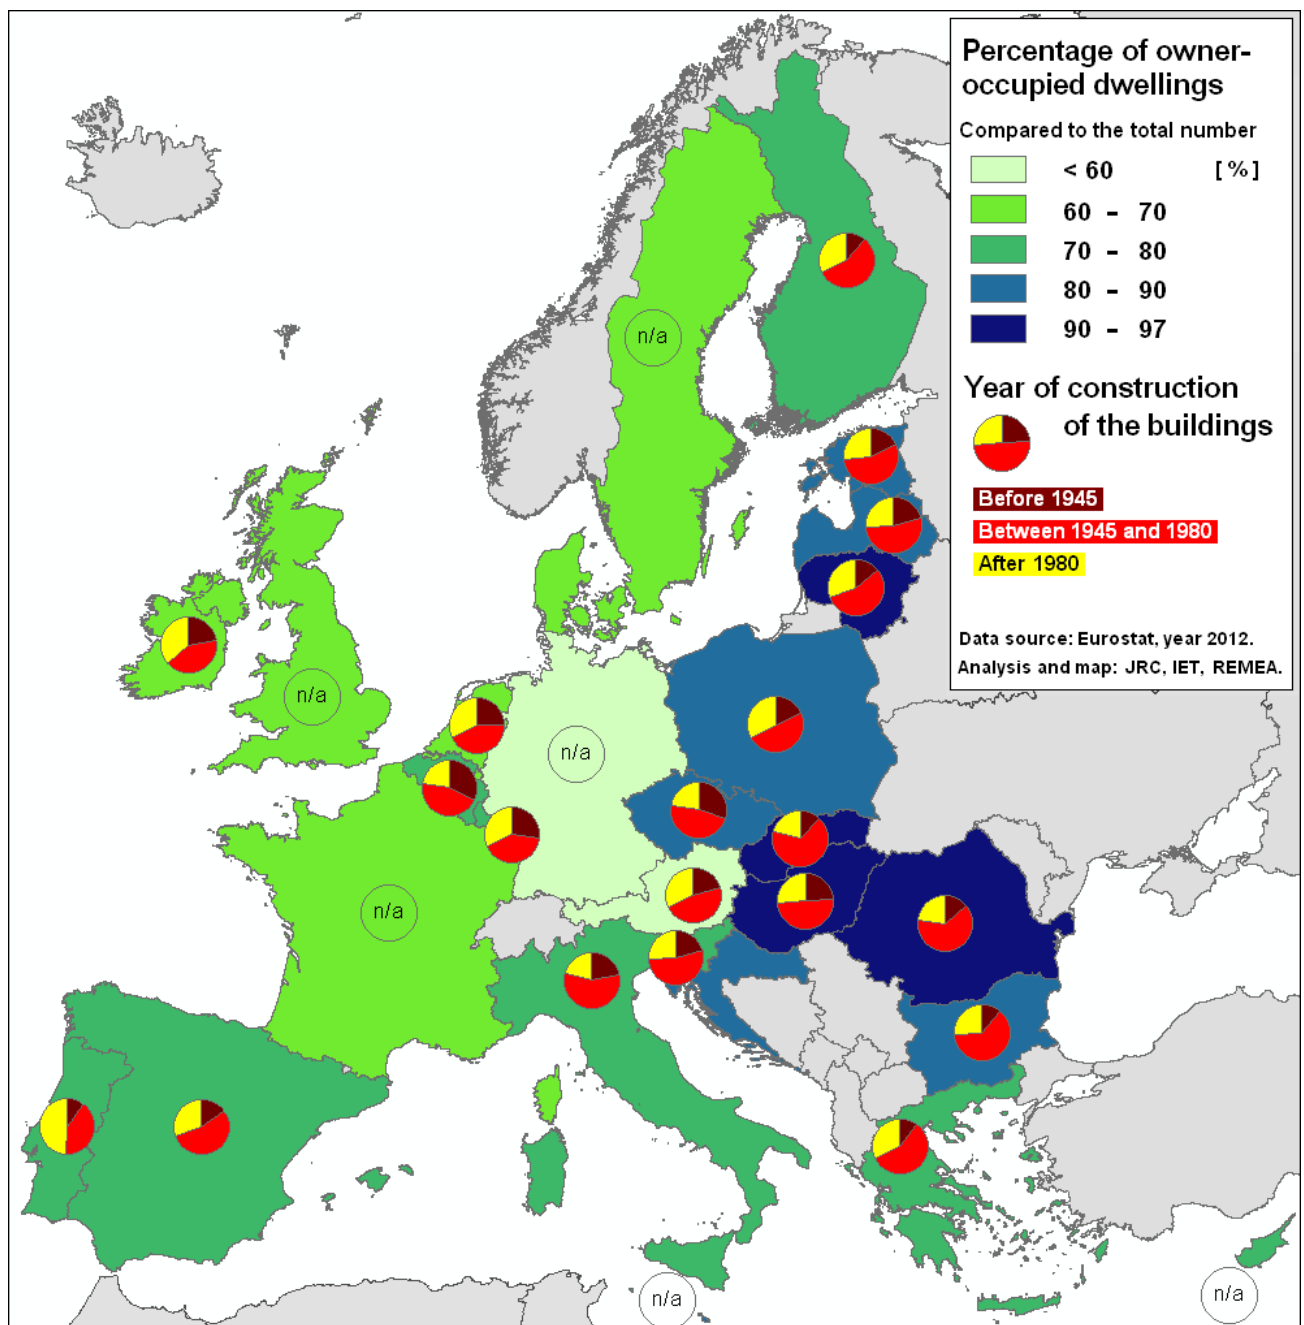 Percentage of owner-
occupied dwellings
Compared to the total number
< 60 [ % ]
60 - 70
70 - 80
80 - 90
90 - 97
Year of construction
of the buildings
Before 1945
Between 1945 and 1980
After 1980
Data source: Eurostat, year 2012.
Analysis and map: JRC, IET, REMEA.
n/a
n/a
n/a
n/a
n/a
n/a